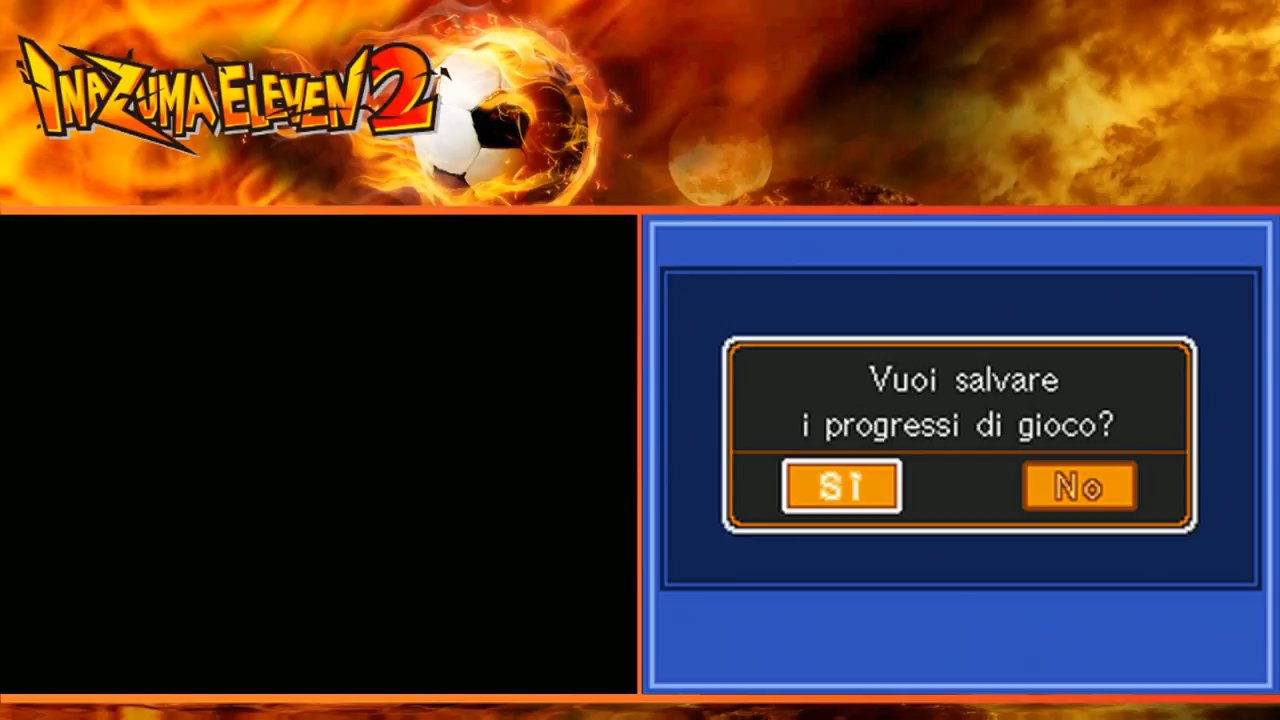 INAZUMA ELEVEN 2
Vuoi salvare
i progressi di gioco?
Sì
No